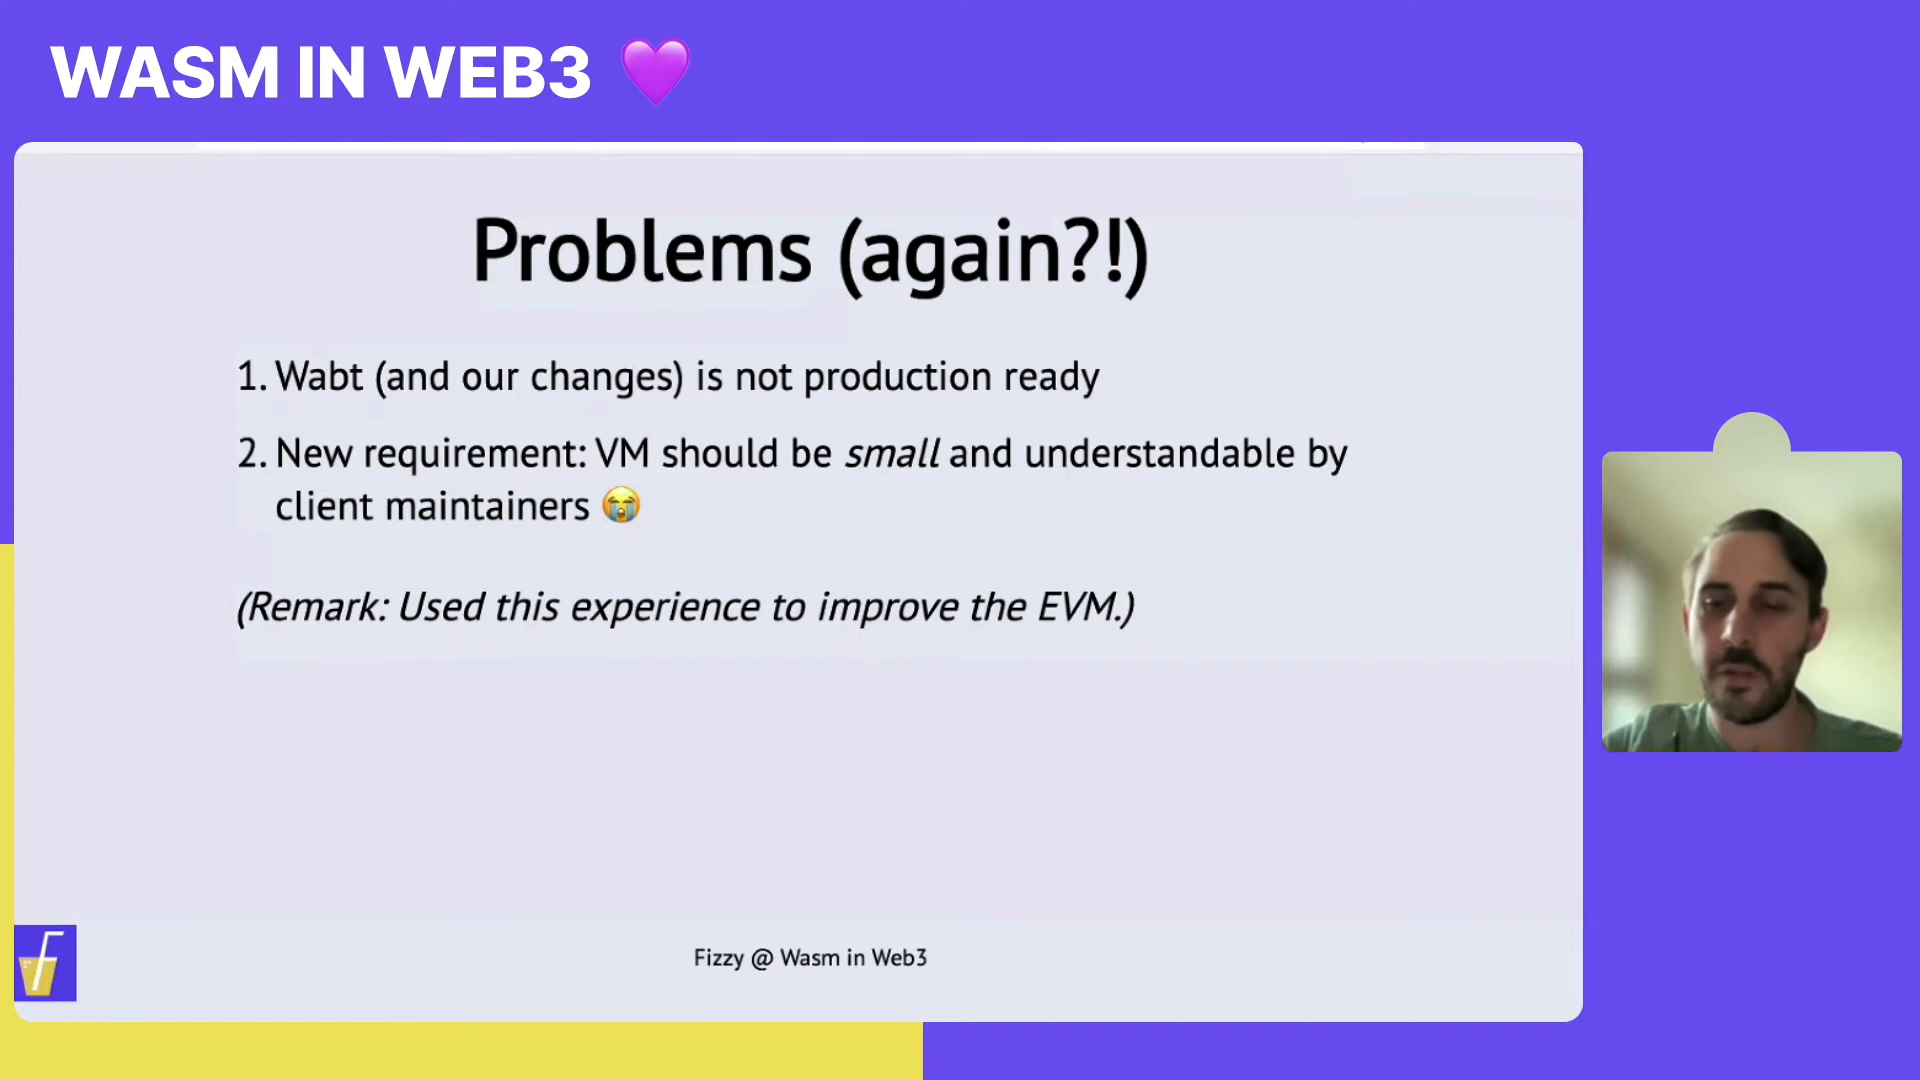 WASM IN WEB3 💜
Problems (again?!)
1. Wabt (and our changes) is not production ready
2. New requirement: VM should be small and understandable by
client maintainers 😭
(Remark: Used this experience to improve the EVM.)
f
Fizzy @ Wasm in Web3